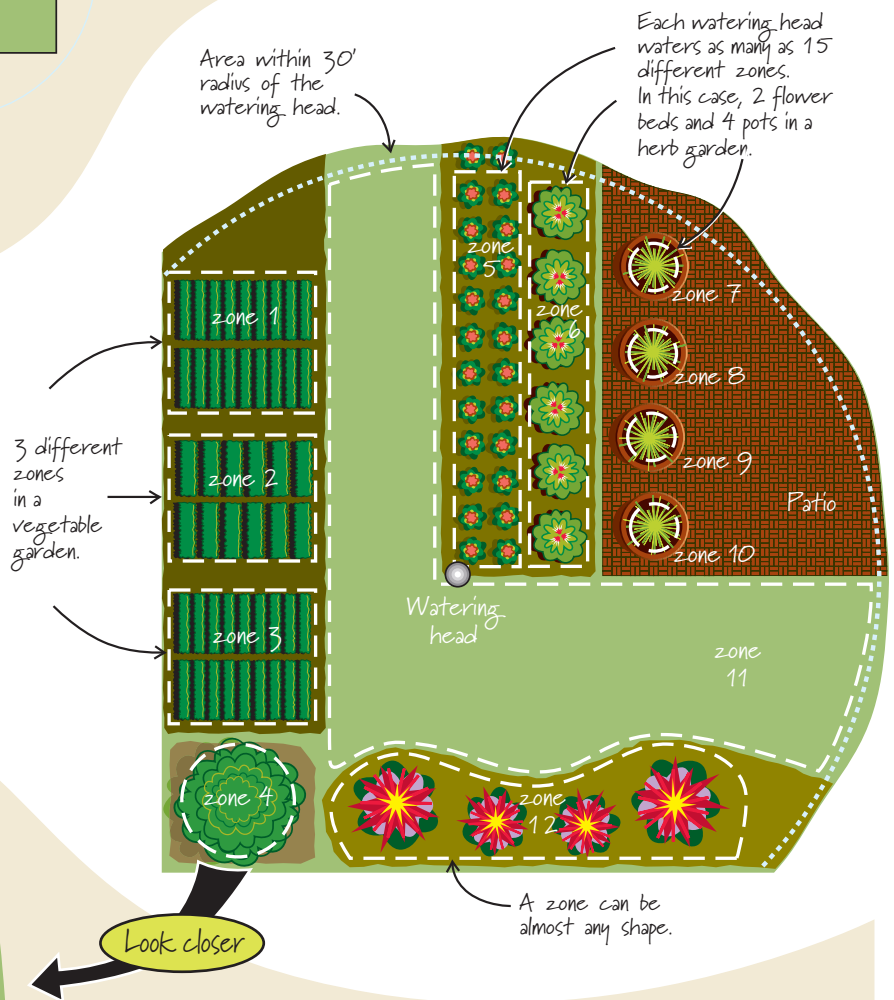 Each watering head
waters as many as 15
different zones.
In this case, 2 flower
beds and 4 pots in a
herb garden.
Area within 30'
radius of the
watering head.
zone
5
zone 1
zone
6
zone 7
zone 8
3 different
zones
in a
vegetable
garden.
zone 2
zone 9
Patio
zone 10
Watering
head
zone 3
zone
11
zone 4
zone
12
A zone can be
almost any shape.
Look closer